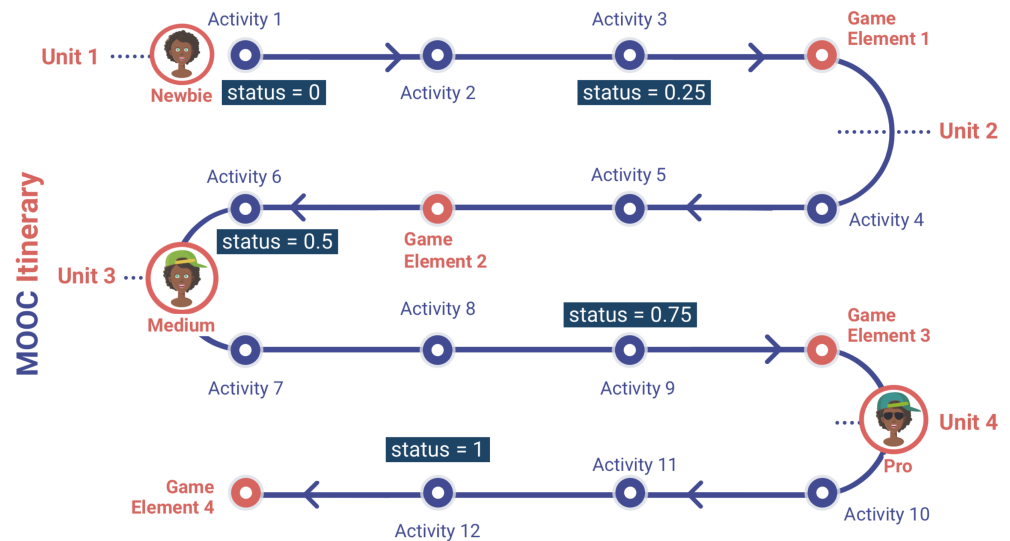 Activity 1
Activity 3
Game
Element 1
Unit 1
Newbie
status = 0
Activity 2
status = 0.25
Unit 2
Activity 6
Activity 5
Activity 4
status = 0.5
Game
Element 2
MOOC Itinerary
Unit 3
Medium
Activity 8
status = 0.75
Game
Element 3
Activity 7
Activity 9
Unit 4
Pro
status = 1
Activity 11
Game
Element 4
Activity 12
Activity 10